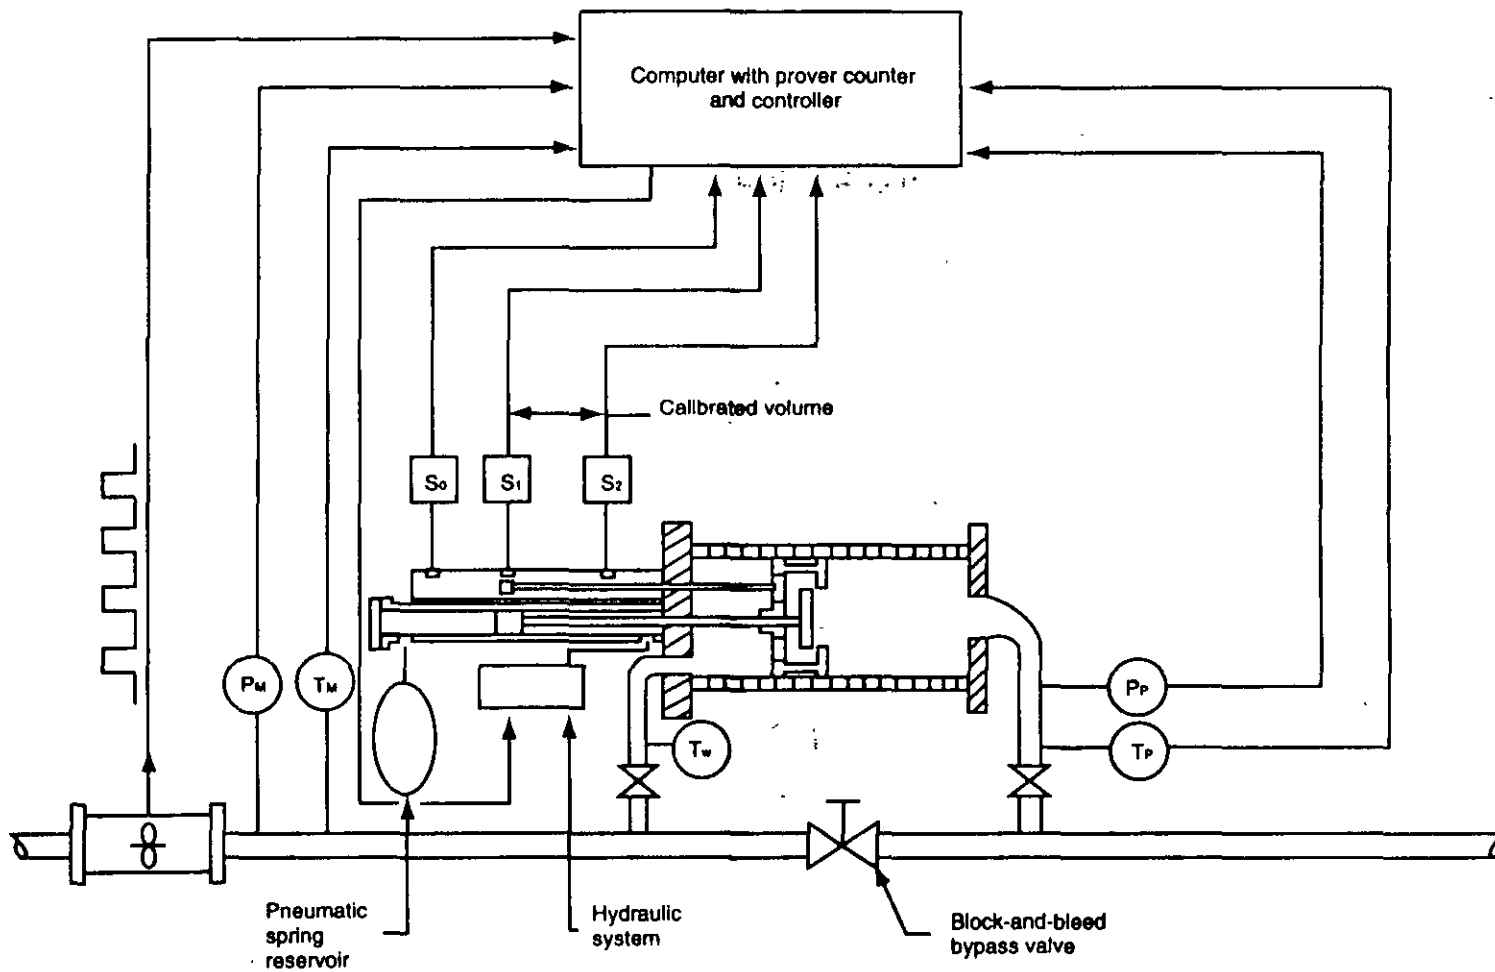 Computer with prover counter
and controller
Calibrated volume
S0
S1
S2
PM
TM
PP
Tw
TP
Pneumatic
spring
reservoir
Hydraulic
system
Block-and-bleed
bypass valve